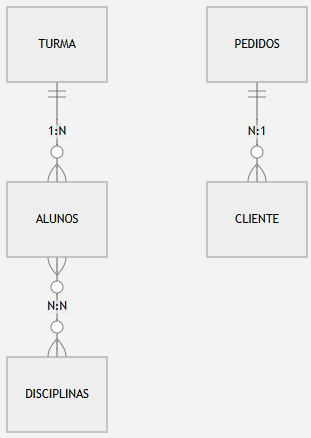 TURMA
PEDIDOS
1:N
N:1
ALUNOS
CLIENTE
N:N
DISCIPLINAS